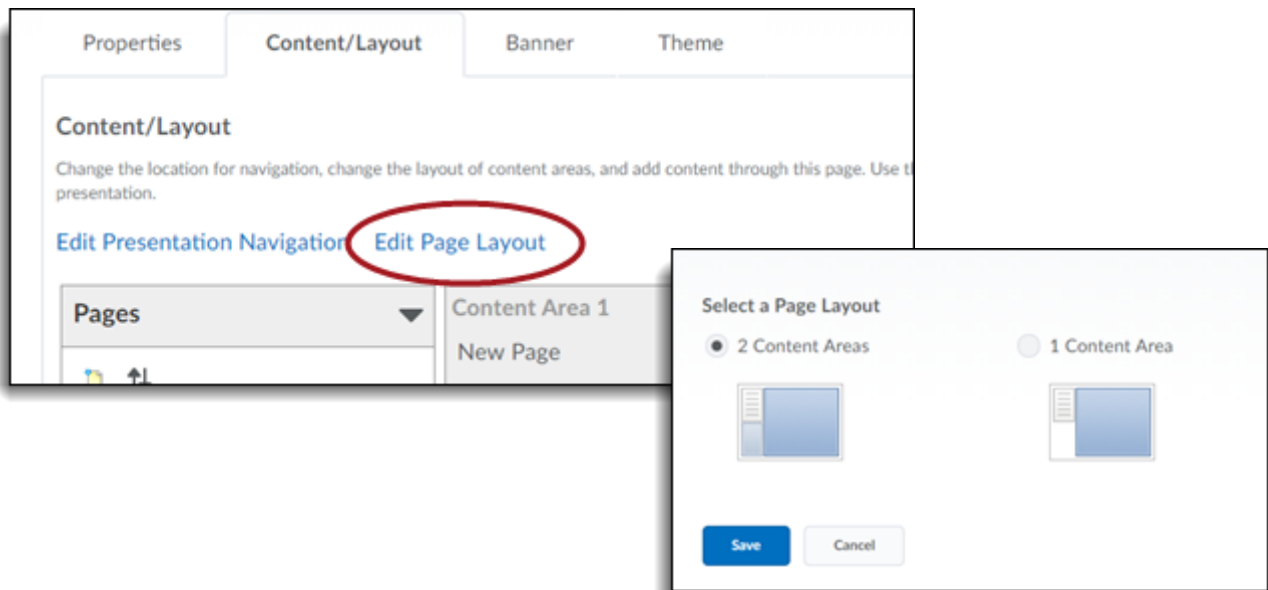 Properties Content/Layout Banner Theme
Content/Layout
Change the location for navigation, change the layout of content areas, and add content through this page. Use
presentation.
Edit Presentation Navigation Edit Page Layout
Pages Content Area 1
New Page
Select a Page Layout
2 Content Areas 1 Content Area
Save Cancel